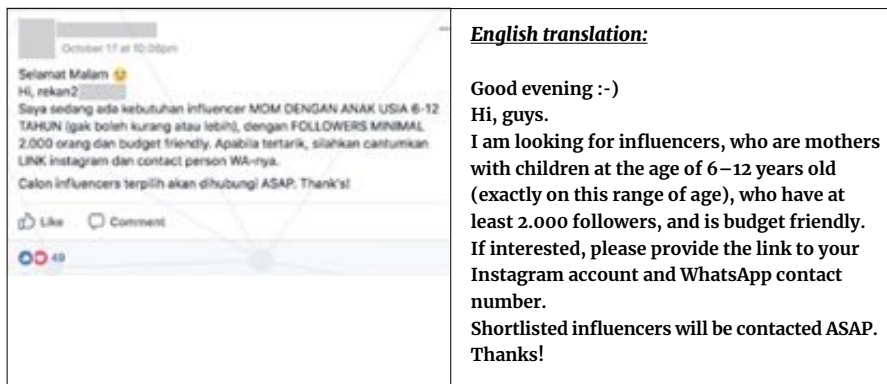 October 17 at 10:08pm
Selamat Malam
Hi, rekan2
Saya sedang ada kebutuhan influencer MOM DENGAN ANAK USIA 6-12
TAHUN (gak boleh kurang atau lebih), dengan FOLLOWERS MINIMAL
2.000 orang dan budget friendly. Apabila tertarik, silahkan cantumkan
LINK instagram dan contact person WA-nya.
Calon influencers terpilih akan dihubungi ASAP. Thank's!
Like Comment
49
English translation:
Good evening :-)
Hi, guys.
I am looking for influencers, who are mothers
with children at the age of 6–12 years old
(exactly on this range of age), who have at
least 2.000 followers, and is budget friendly.
If interested, please provide the link to your
Instagram account and WhatsApp contact
number.
Shortlisted influencers will be contacted ASAP.
Thanks!